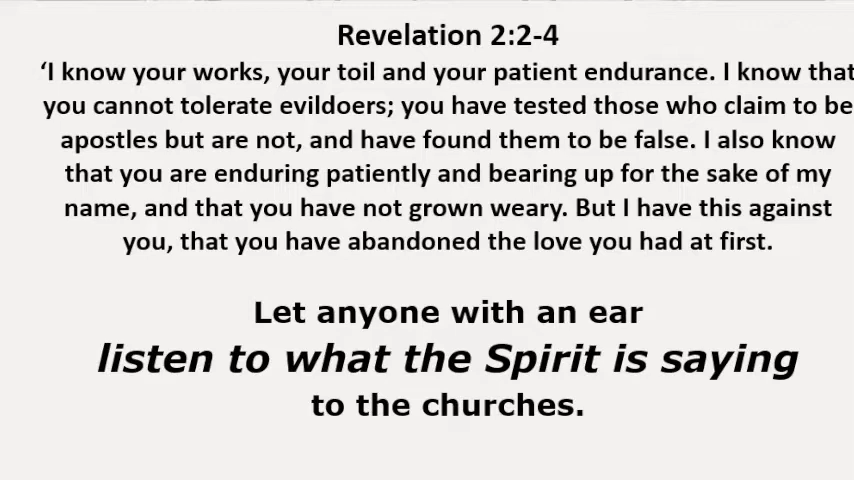 Revelation 2:2-4
‘I know your works, your toil and your patient endurance. I know that
you cannot tolerate evildoers; you have tested those who claim to be
apostles but are not, and have found them to be false. I also know
that you are enduring patiently and bearing up for the sake of my
name, and that you have not grown weary. But I have this against
you, that you have abandoned the love you had at first.
Let anyone with an ear
listen to what the Spirit is saying
to the churches.